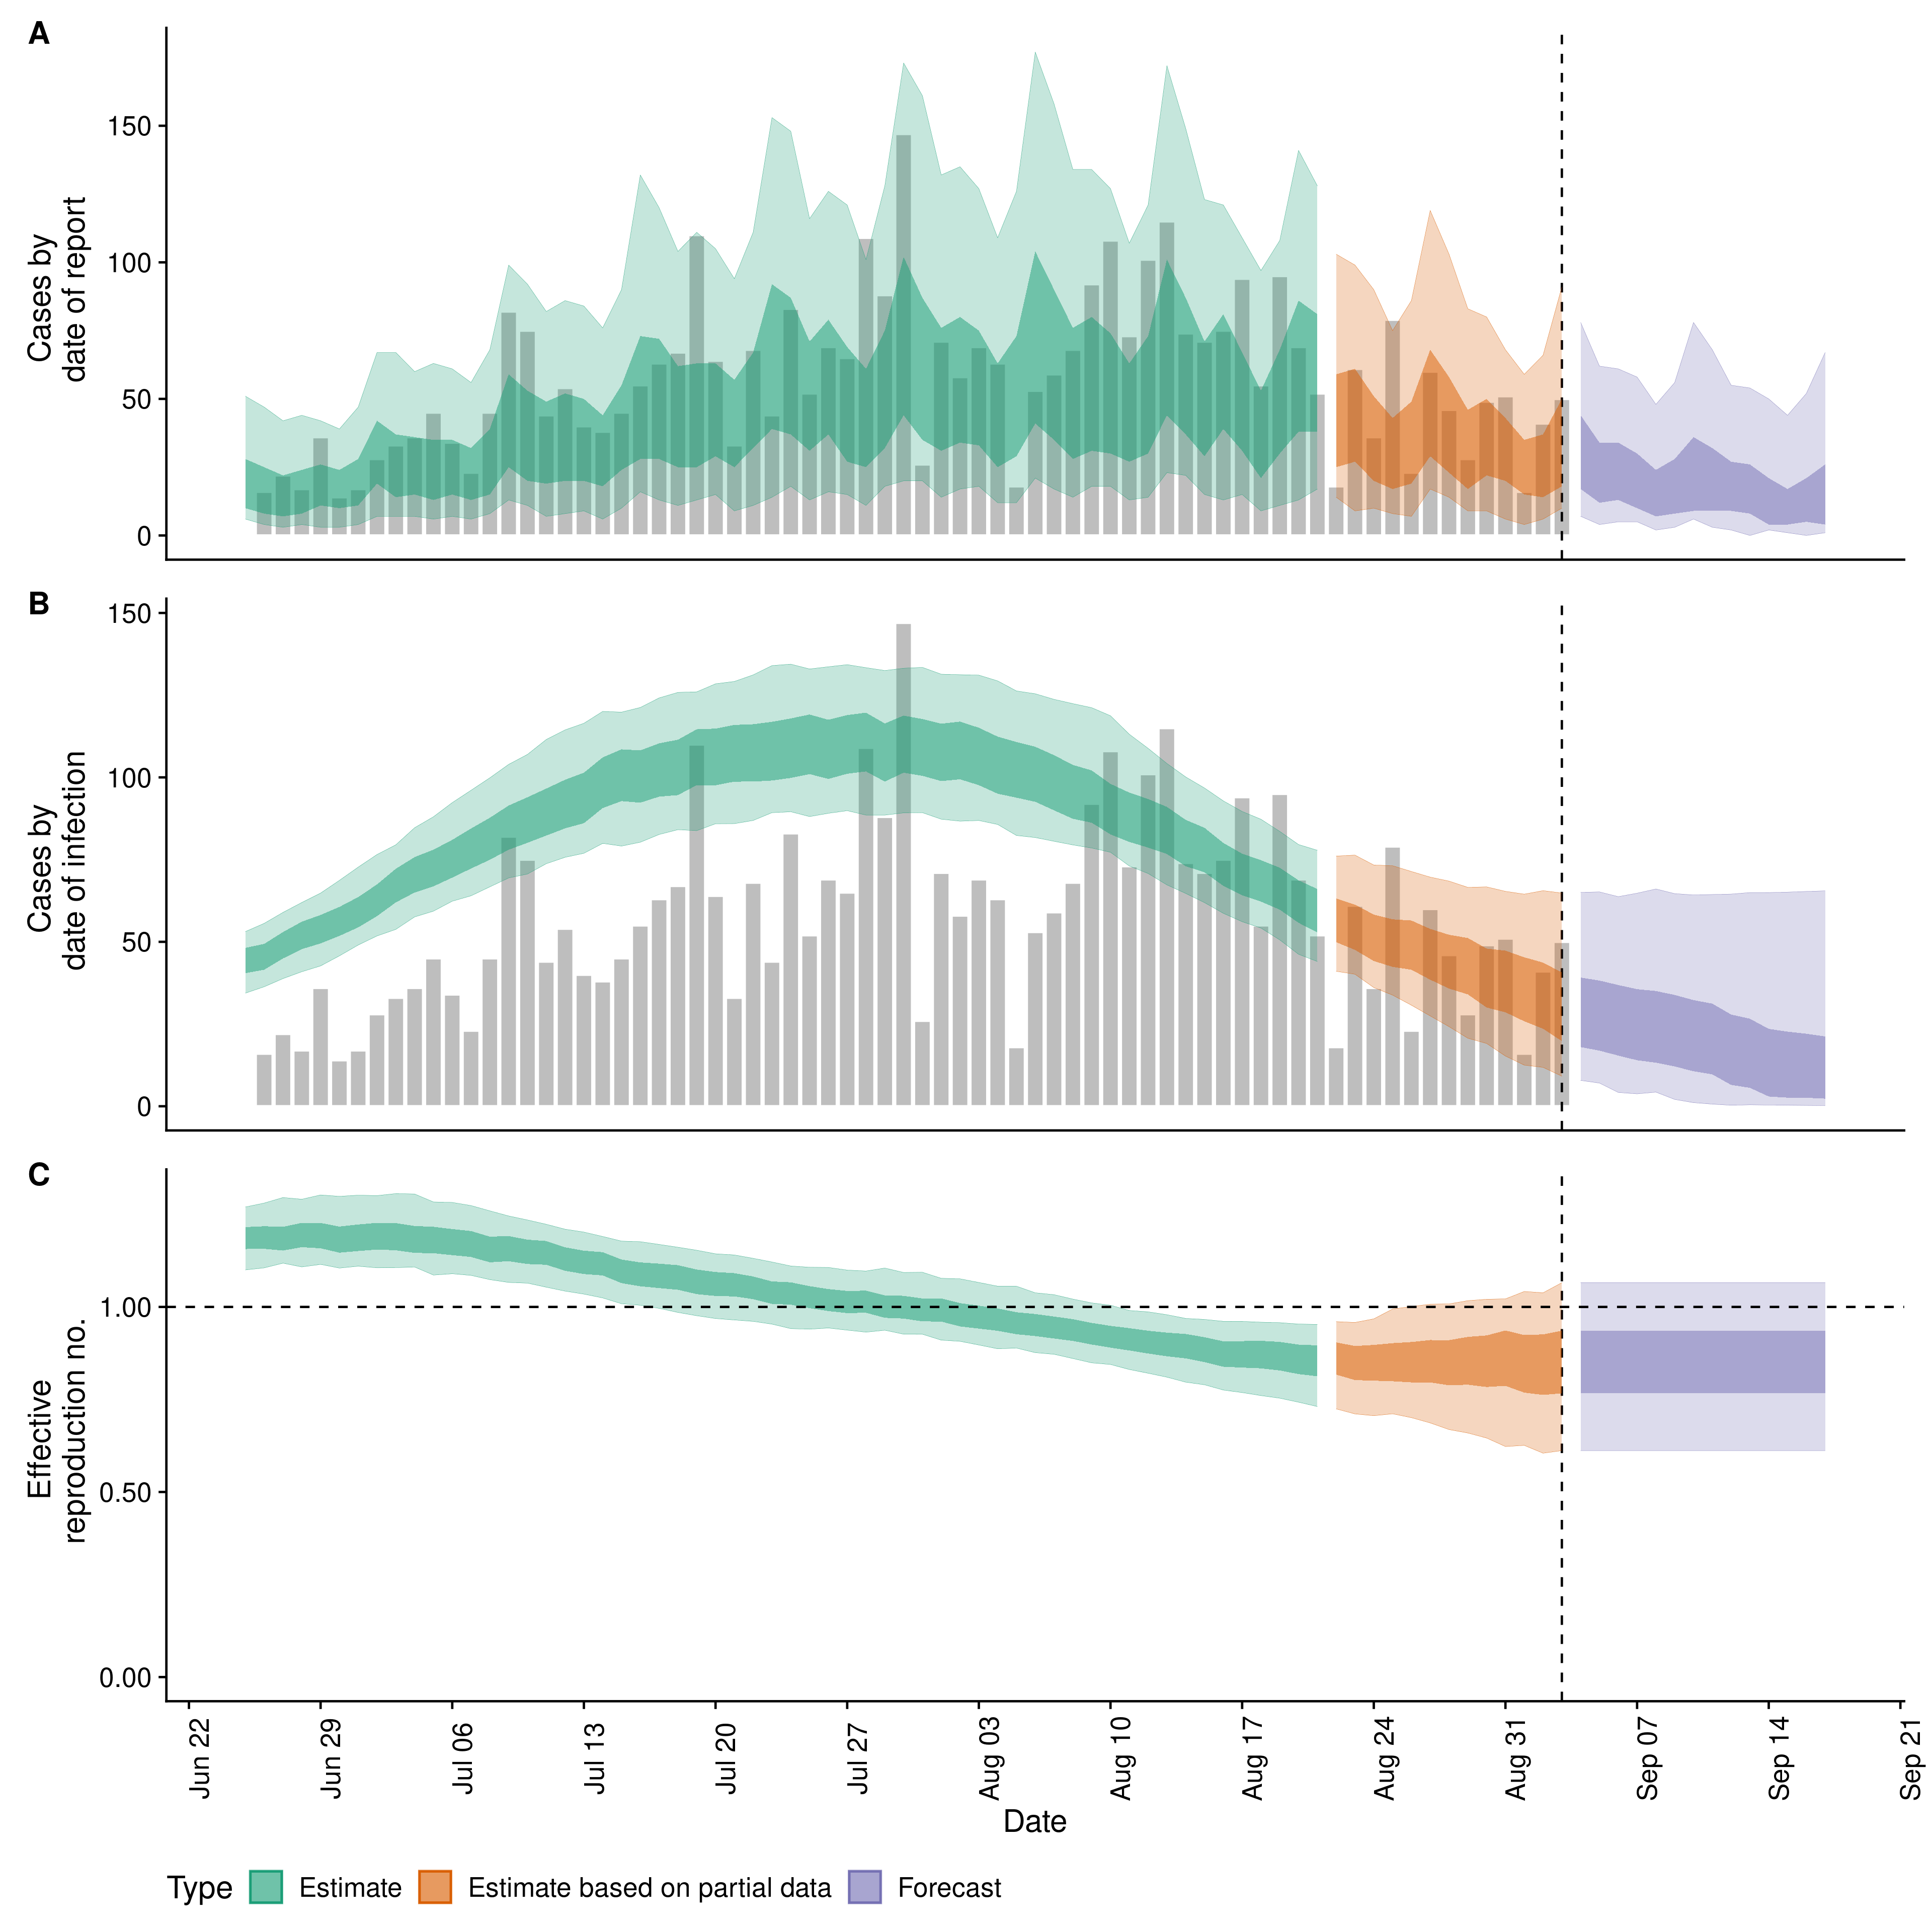 A
Cases by
date of report
150
100
50
0
B
Cases by
date of infection
150
100
50
0
C
Effective
reproduction no.
1.00
0.50
0.00
Jun 22
Jun 29
Jul 06
Jul 13
Jul 20
Jul 27
Aug 03
Aug 10
Aug 17
Aug 24
Aug 31
Sep 07
Sep 14
Sep 21
Date
Type Estimate Estimate based on partial data Forecast